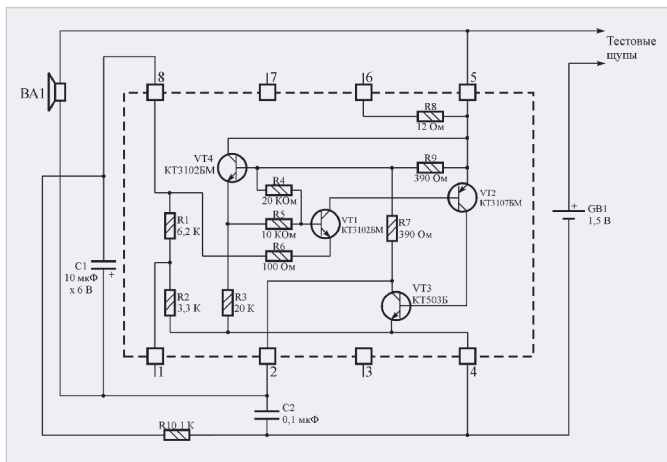 Тестовые
щупы
BA1
8
7
6
5
R8
12 Ом
VT4
КТ3102БМ
R9
390 Ом
R4
20 КОм
VT2
КТ3107БМ
R5
10 КОм
VT1
КТ3102БМ
R1
6,2 К
R7
390 Ом
GB1
1,5 В
+
R6
100 Ом
C1
10 мкФ
х 6 В
+
R2
3,3 К
R3
20 К
VT3
КТ503Б
1
2
3
4
C2
0,1 мкФ
R10 1 К